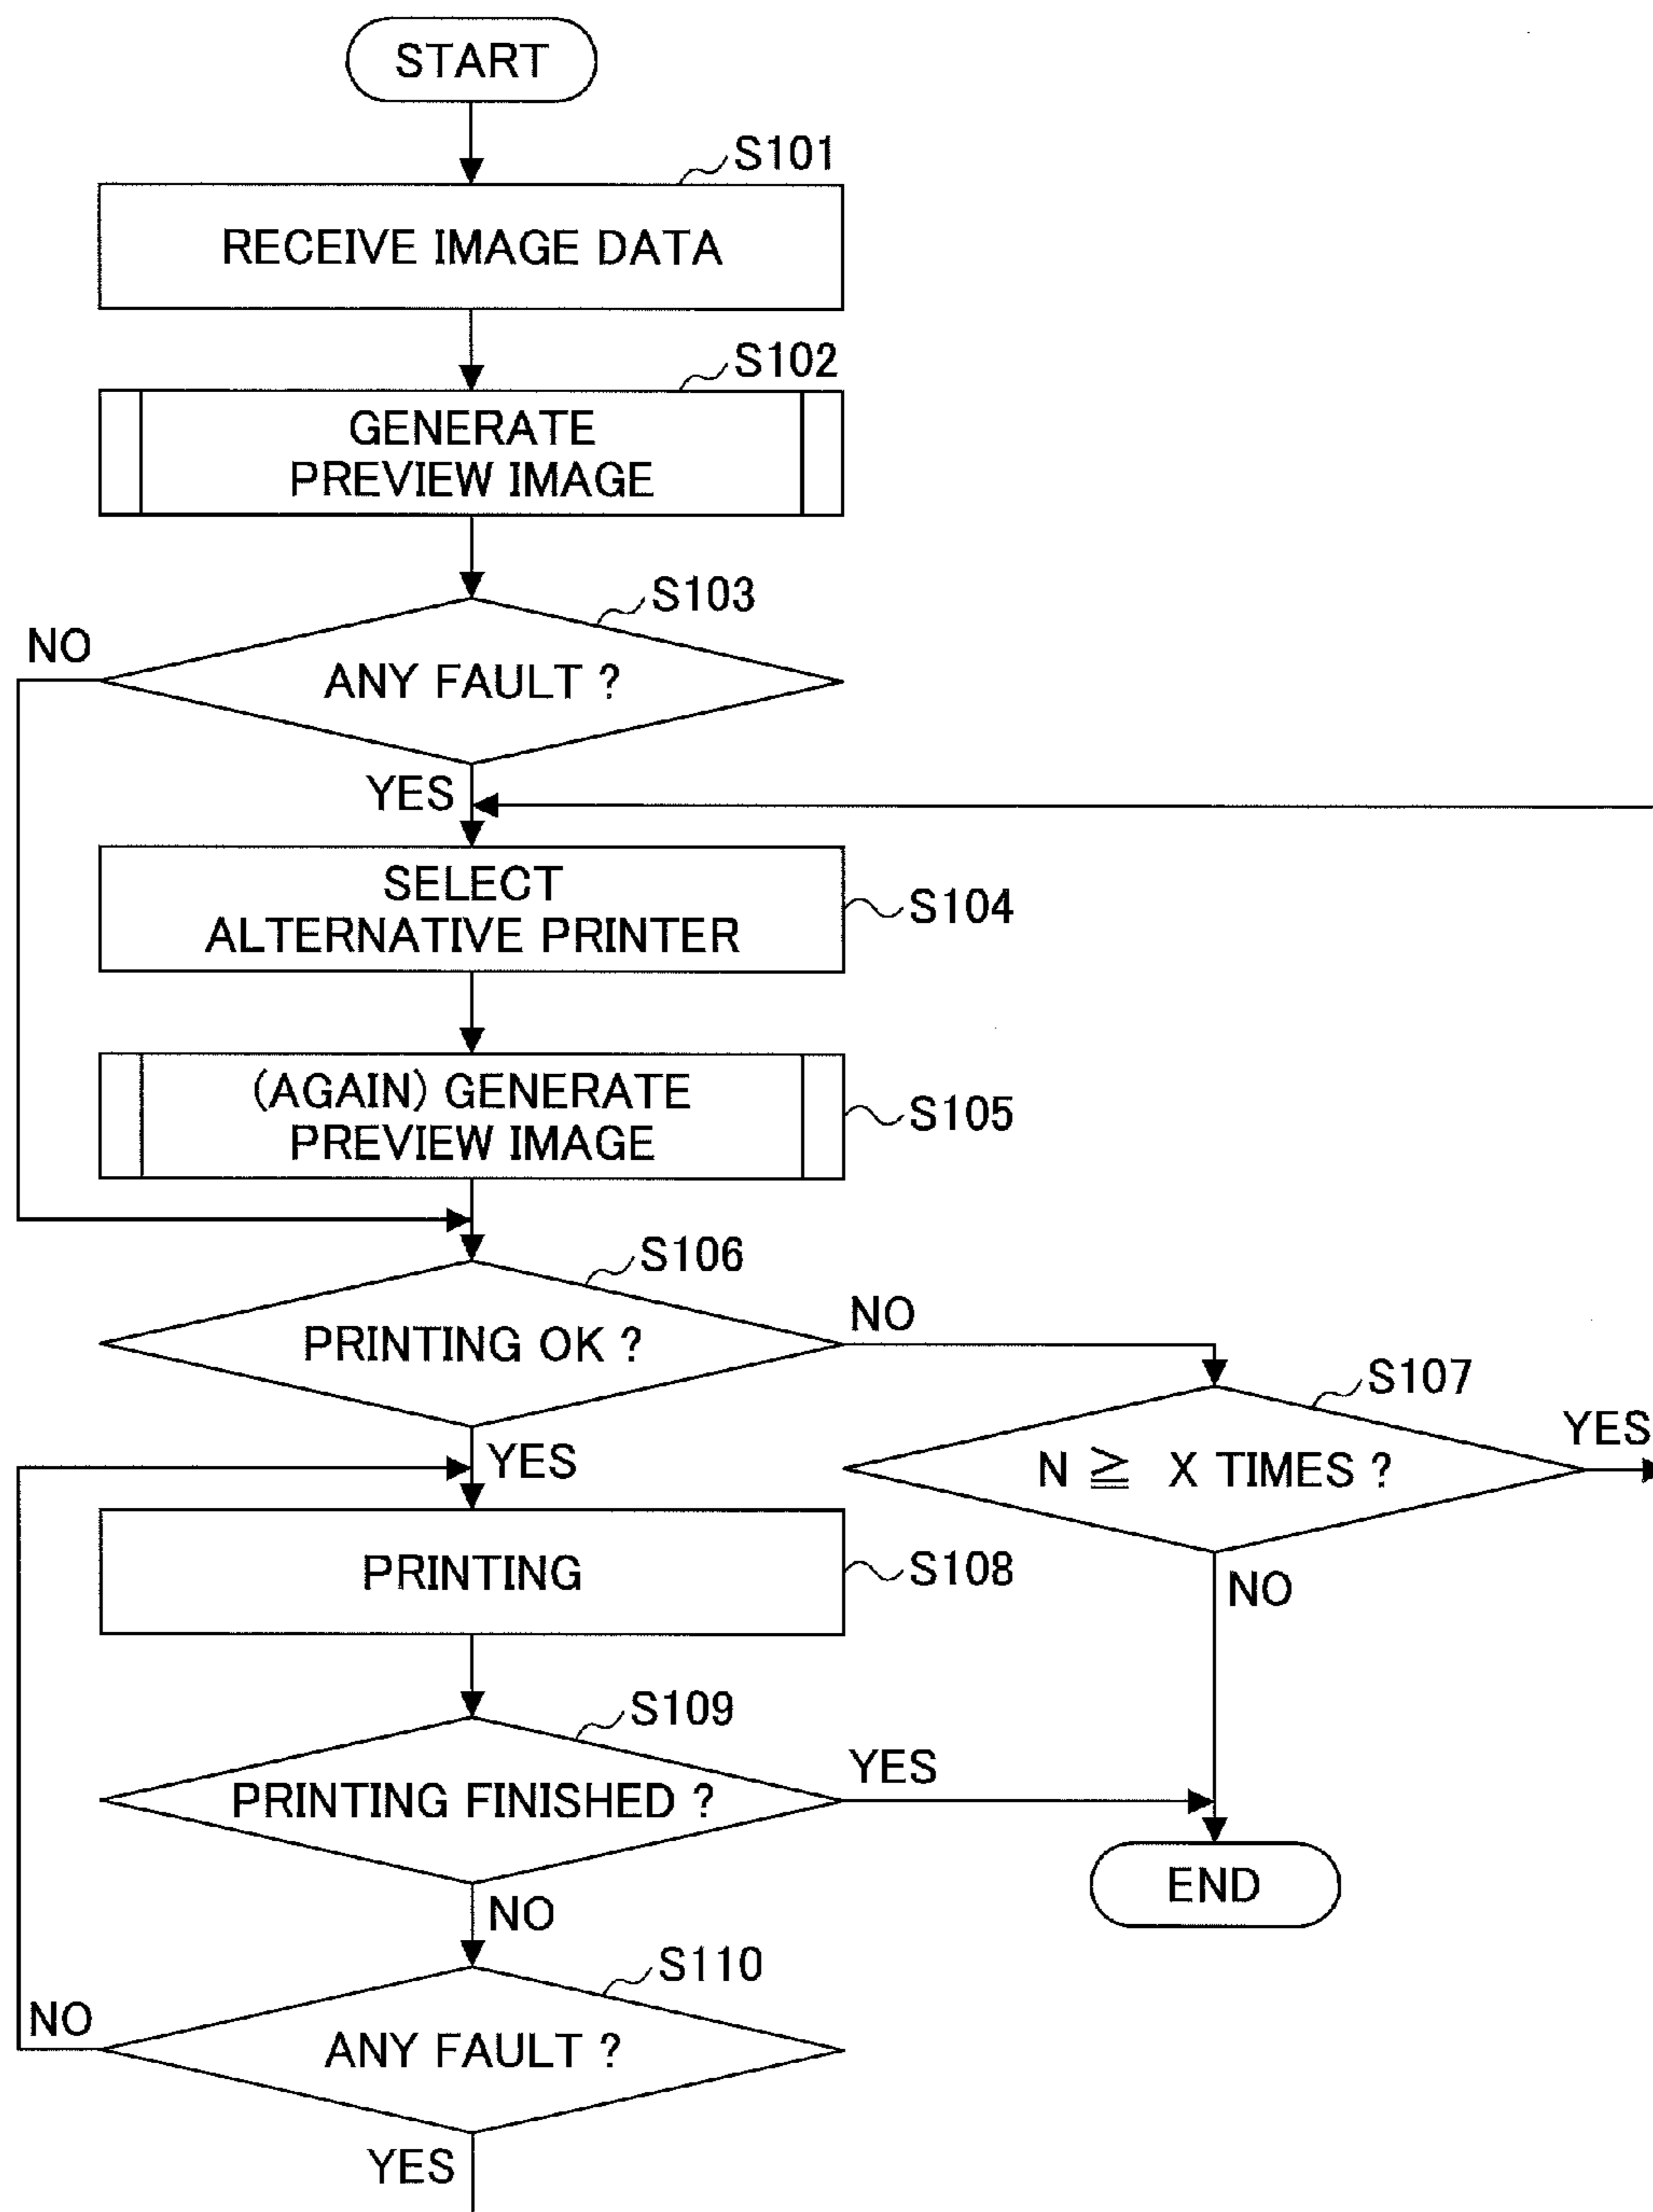 START
S101
RECEIVE IMAGE DATA
S102
GENERATE
PREVIEW IMAGE
S103
NO
ANY FAULT ?
YES
SELECT
ALTERNATIVE PRINTER
S104
(AGAIN) GENERATE
PREVIEW IMAGE
S105
S106
NO
PRINTING OK ?
S107
YES
YES
N ≧ X TIMES ?
PRINTING
S108
NO
S109
YES
PRINTING FINISHED ?
END
NO
S110
NO
ANY FAULT ?
YES